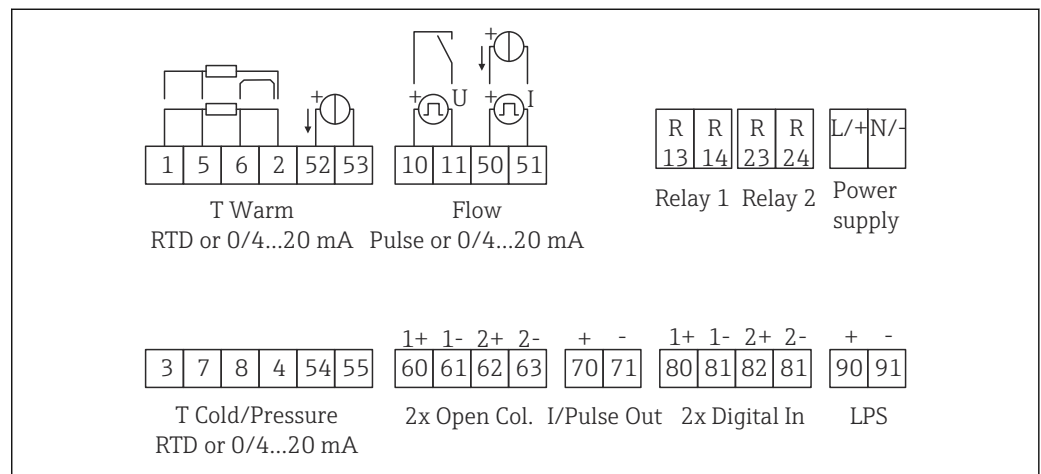 +
+ U + I
+
1 5 6 2 52 53
10 11 50 51
R R R R L/+ N/-
13 14 23 24
T Warm
RTD or 0/4...20 mA
Flow
Pulse or 0/4...20 mA
Relay 1 Relay 2
Power
supply
3 7 8 4 54 55
T Cold/Pressure
RTD or 0/4...20 mA
1+ 1- 2+ 2-
60 61 62 63
2x Open Col.
+ -
70 71
I/Pulse Out
1+ 1- 2+ 2-
80 81 82 81
2x Digital In
+ -
90 91
LPS